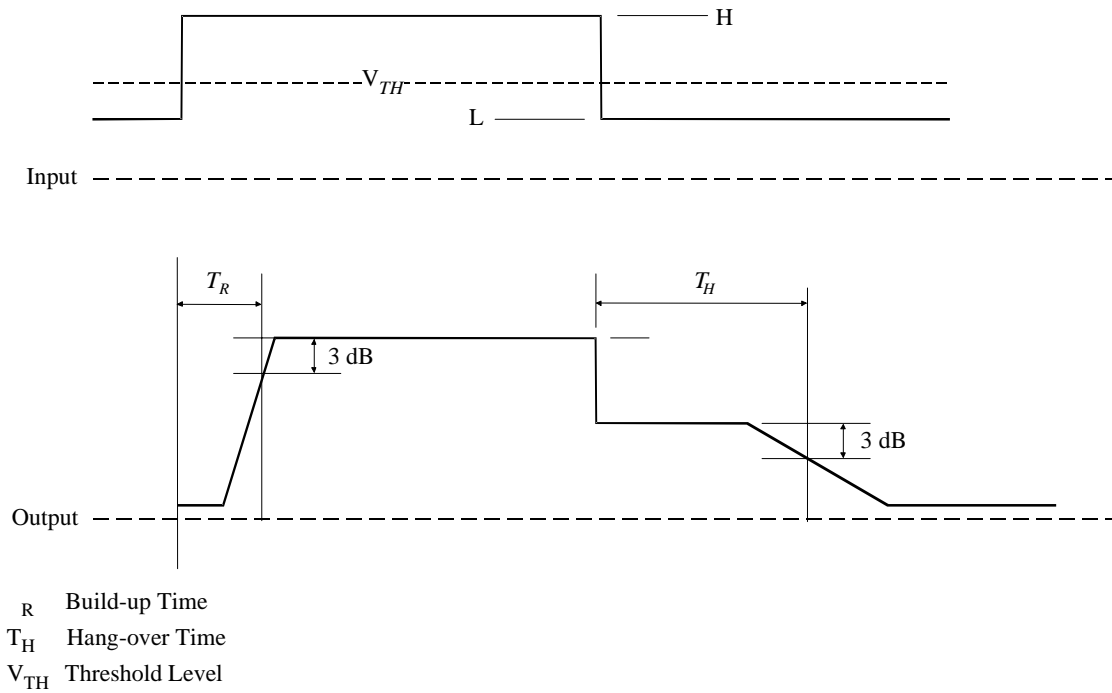 H
V_TH
L
Input
T_R T_H
3 dB
3 dB
Output
R Build-up Time
T_H Hang-over Time
V_TH Threshold Level